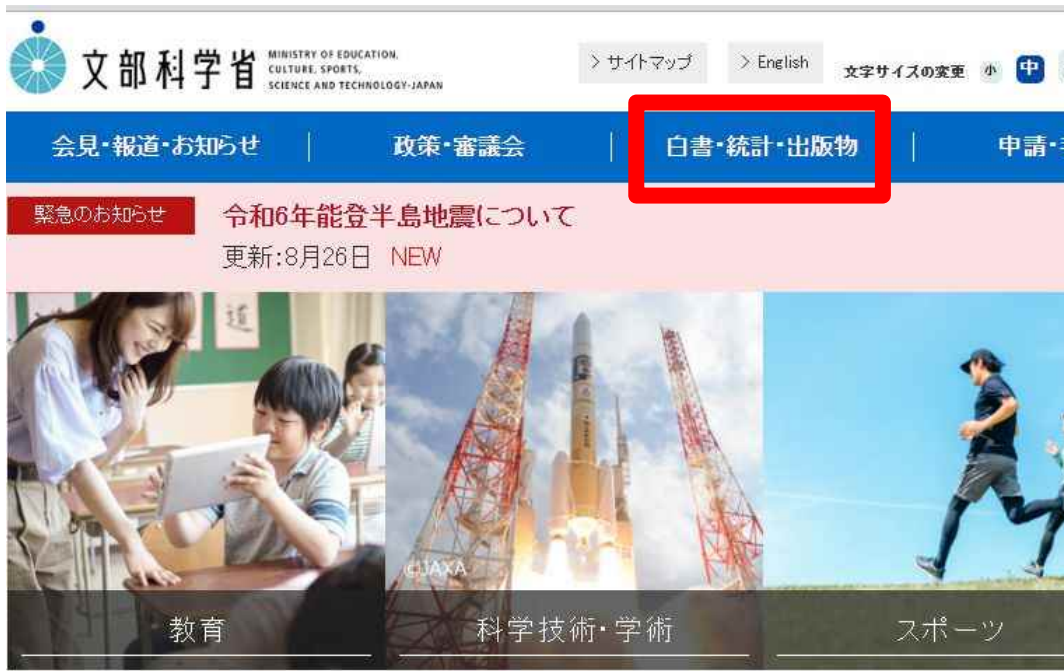 文部科学省
MINISTRY OF EDUCATION,
CULTURE, SPORTS,
SCIENCE AND TECHNOLOGY-JAPAN
> サイトマップ
> English
文字サイズの変更 小 中
会見・報道・お知らせ
政策・審議会
白書・統計・出版物
申請・
緊急のお知らせ
令和6年能登半島地震について
更新:8月26日 NEW
道
©JAXA
教育
科学技術・学術
スポーツ